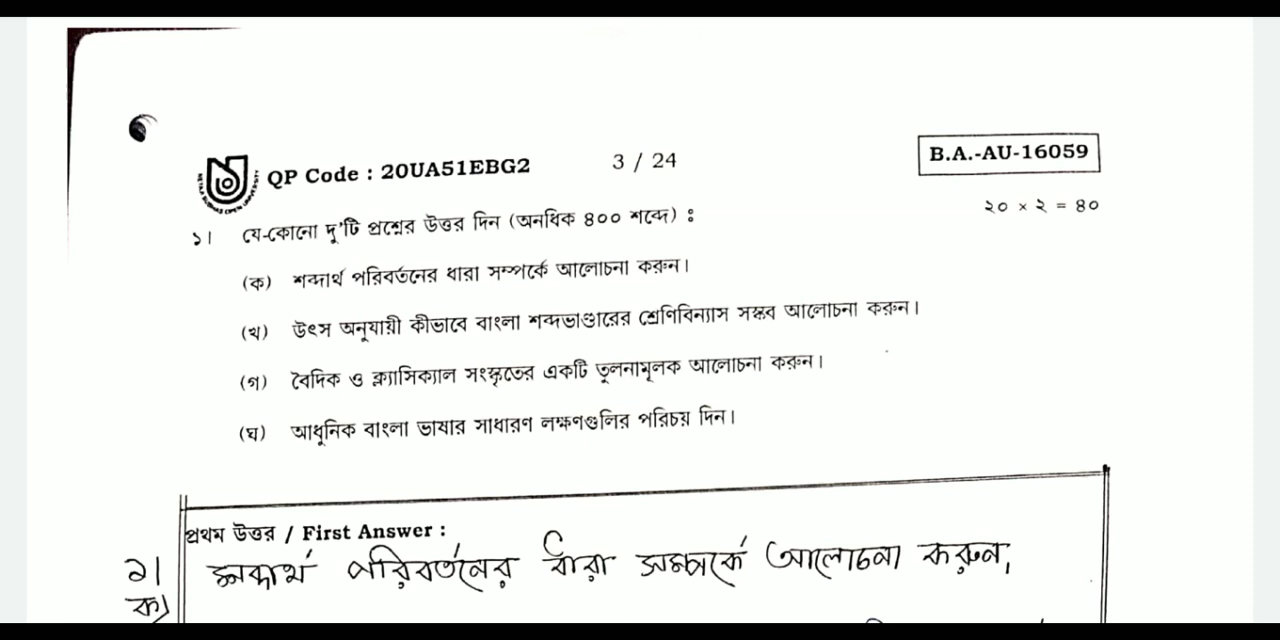 QP Code : 20UA51EBG2
3 / 24
B.A.-AU-16059
২০ × ২ = ৪০
১। যে-কোনো দু'টি প্রশ্নের উত্তর দিন (অনধিক ৪০০ শব্দে) :
(ক) শব্দার্থ পরিবর্তনের ধারা সম্পর্কে আলোচনা করুন।
(খ) উৎস অনুযায়ী কীভাবে বাংলা শব্দভাণ্ডারের শ্রেণিবিন্যাস সম্ভব আলোচনা করুন।
(গ) বৈদিক ও ক্ল্যাসিক্যাল সংস্কৃতের একটি তুলনামূলক আলোচনা করুন।
(ঘ) আধুনিক বাংলা ভাষার সাধারণ লক্ষণগুলির পরিচয় দিন।
প্রথম উত্তর / First Answer :
১। শব্দার্থ পরিবর্তনের ধারা সম্পর্কে আলোচনা করুন,
ক)